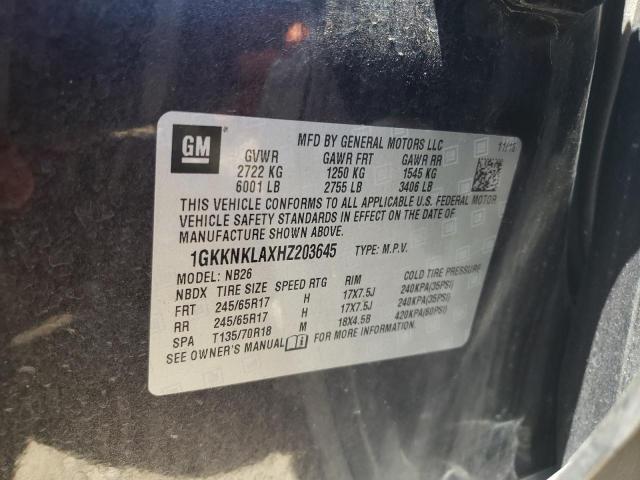 GM
MFD BY GENERAL MOTORS LLC
GVWR GAWR FRT GAWR RR
2722 KG 1250 KG 1545 KG
6001 LB 2755 LB 3406 LB
THIS VEHICLE CONFORMS TO ALL APPLICABLE U.S. FEDERAL MOTOR
VEHICLE SAFETY STANDARDS IN EFFECT ON THE DATE OF
MANUFACTURE SHOWN ABOVE.
1GKKNKLAXHZ203645 TYPE: M.P.V.
MODEL: NB26
NBDX TIRE SIZE SPEED RTG RIM COLD TIRE PRESSURE
FRT 245/65R17 H 17X7.5J 240KPA(35PSI)
RR 245/65R17 H 17X7.5J 240KPA(35PSI)
SPA T135/70R18 M 18X4.5B 420KPA(60PSI)
SEE OWNER'S MANUAL FOR MORE INFORMATION.